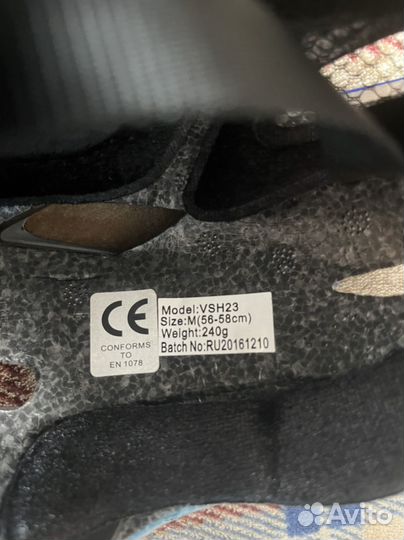 CE
CONFORMS
TO
EN 1078
Model:VSH23
Size:M(56-58cm)
Weight:240g
Batch No:RU20161210
Avito